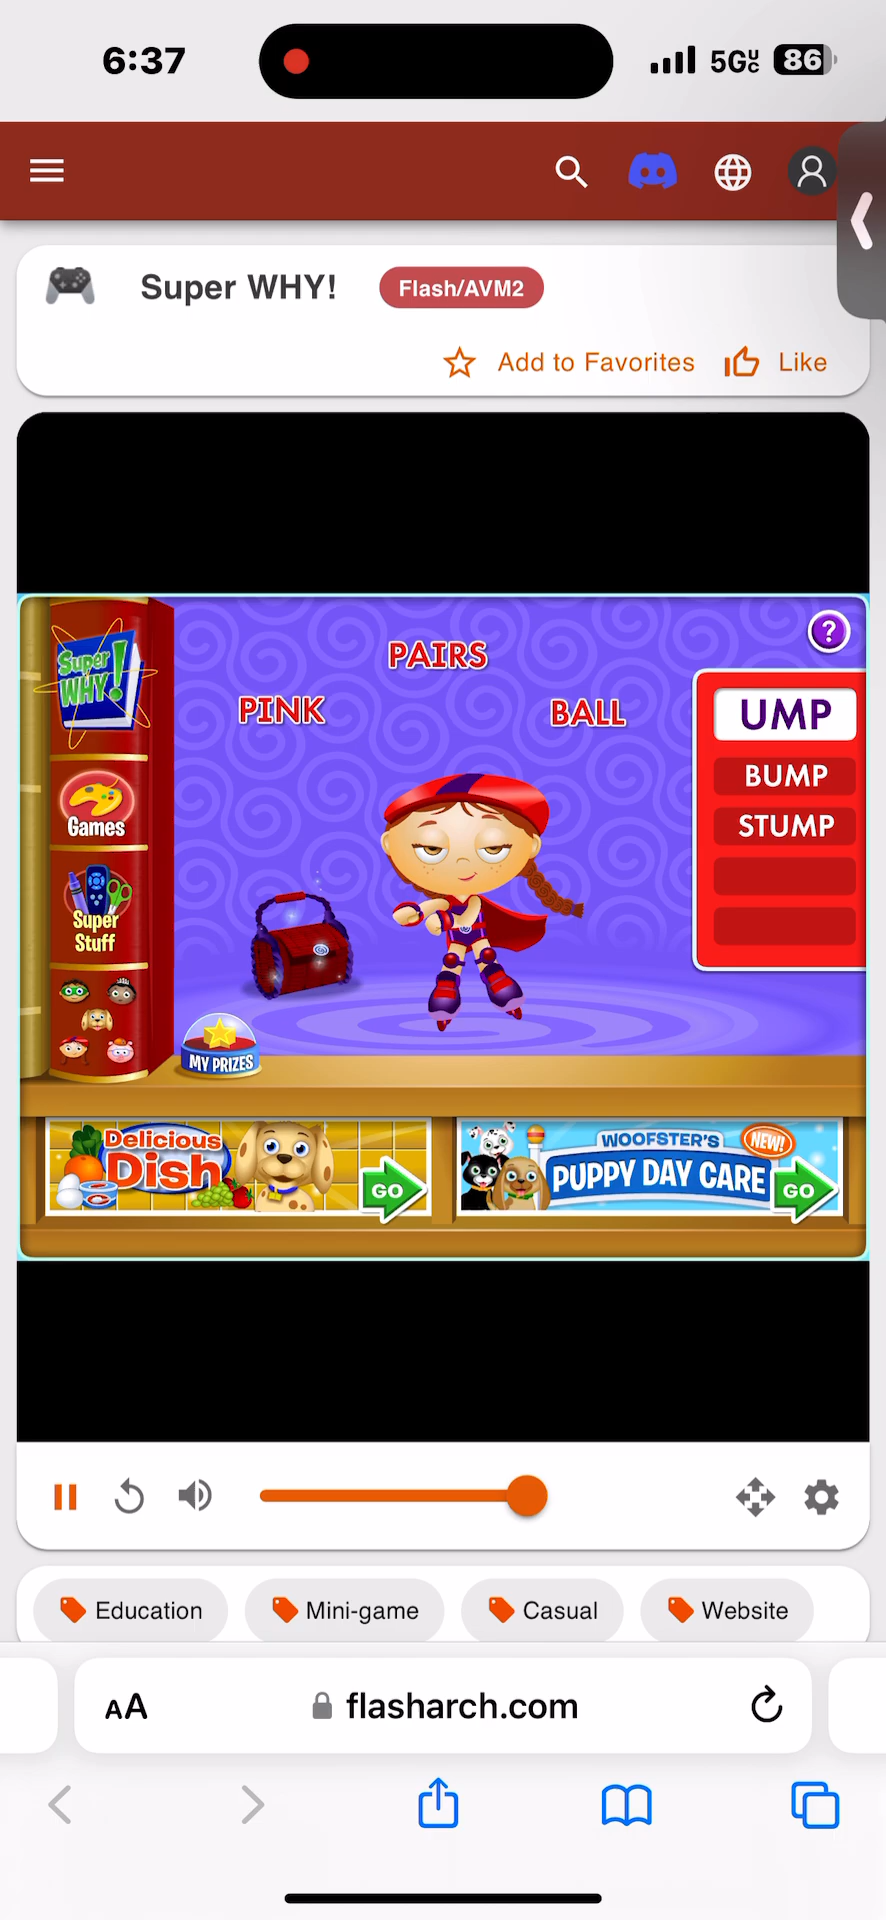 6:37
5GUC
86
Super WHY!
Flash/AVM2
Add to Favorites
Like
Super WHY!
PAIRS
?
PINK
BALL
UMP
BUMP
STUMP
Games
Super
Stuff
MY PRIZES
Delicious
Dish
GO
WOOFSTER'S
NEW!
PUPPY DAY CARE
GO
Education
Mini-game
Casual
Website
AA
flasharch.com